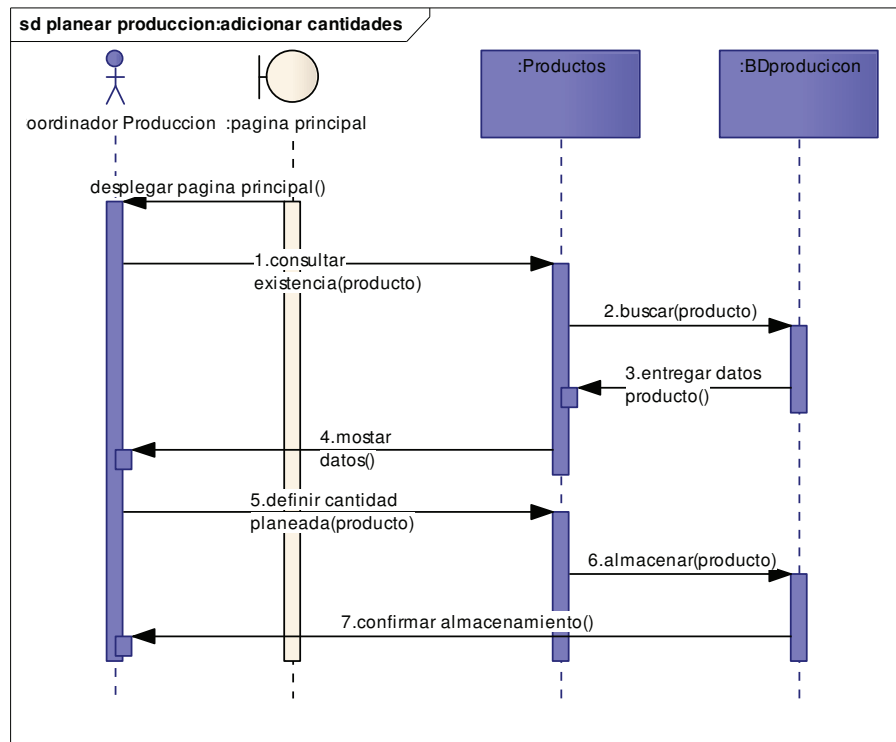 sd planear produccion:adicionar cantidades
:Productos
:BDproducicon
oordinador Produccion
:pagina principal
desplegar pagina principal()
1.consultar
existencia(producto)
2.buscar(producto)
3.entregar datos
producto()
4.mostar
datos()
5.definir cantidad
planeada(producto)
6.almacenar(producto)
7.confirmar almacenamiento()